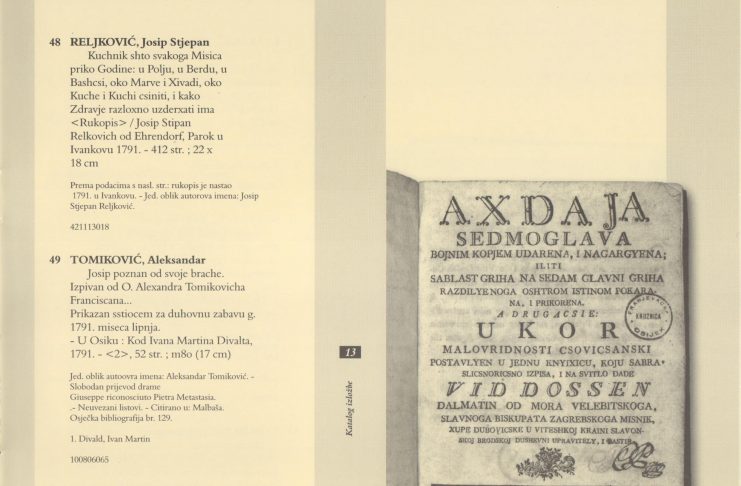 48 RELJKOVIĆ, Josip Stjepan
Kuchnik shto svakoga Misica
priko Godine: u Polju, u Berdu, u
Bashcsi, oko Marve i Xivadi, oko
Kuche i Kuchi csiniti, i kako
Zdravje razloxno uzderxati ima
<Rukopis> / Josip Stipan
Relkovich od Ehrendorf, Parok u
Ivankovu 1791. - 412 str. ; 22 x
18 cm
Prema podacima s nasl. str.: rukopis je nastao
1791. u Ivankovu. - Jed. oblik autorova imena: Josip
Stjepan Reljković.
421113018
49 TOMIKOVIĆ, Aleksandar
Josip poznan od svoje brache.
Izpivan od O. Alexandra Tomikovicha
Franciscana...
Prikazan sstiocem za duhovnu zabavu g.
1791. miseca lipnja.
- U Osiku : Kod Ivana Martina Divalta,
1791. - <2>, 52 str. ; m8o (17 cm)
Jed. oblik autoovra imena: Aleksandar Tomiković. -
Slobodan prijevod drame
Giuseppe riconosciuto Pietra Metastasia.
.- Neuvezani listovi. - Citirano u: Malbaša.
Osječka bibliografija br. 129.
1. Divald, Ivan Martin
100806065
13
Katalog izložbe
AXDAJA
SEDMOGLAVA
BOJNIM KOPJEM UDARENA, I NAGARGYENA;
ILITI
SABLAST GRIHA NA SEDAM GLAVNI GRIHA
RAZDILYENOGA OSHTROM ISTINOM POKARA-
NA, I PRIKORENA.
A DRUGACSIE:
UKOR
MALOVRIDNOSTI CSOVICSANSKI
POSTAVLYEN U JEDNU KNYIXICU, KOJU SABRA-
SLICSNORICSNO IZPISA, I NA SVITLO DADE
VID DOSSEN
DALMATIN OD MORA VELEBITSKOGA,
SLAVNOGA BISKUPATA ZAGREBSKOGA MISNIK,
XUPE DUBOVICSKE U VITESHKOJ KRAINI SLAVON-
SKOJ BRODSKOJ DUSHEVNI UPRAVITELY, I PASTIR.
FRANJEVAČKA
KNJIŽNICA
OSIJEK